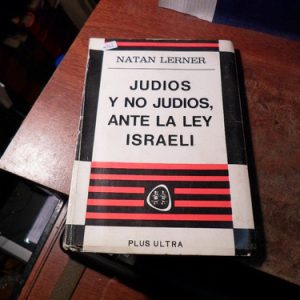 NATAN LERNER
JUDIOS
Y NO JUDIOS,
ANTE LA LEY
ISRAELI
PLUS ULTRA